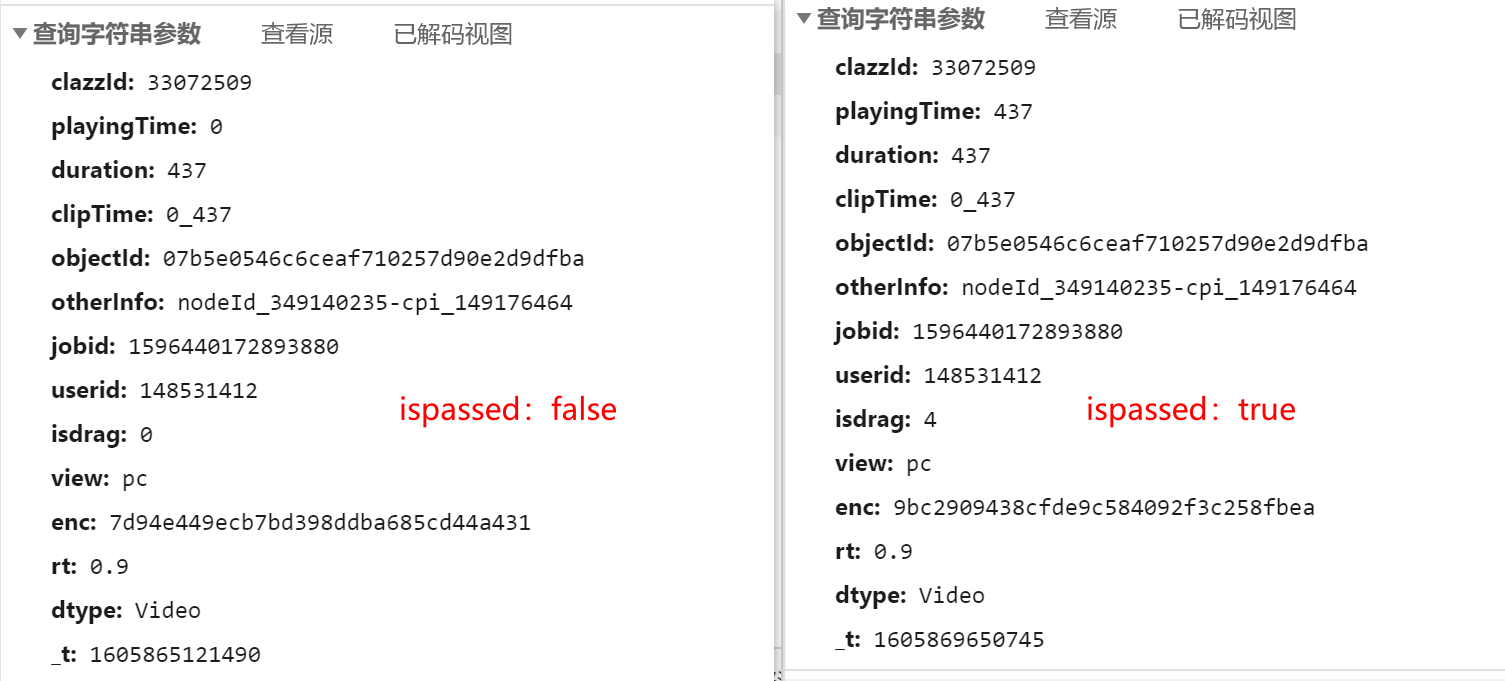 查询字符串参数 查看源 已解码视图
clazzId: 33072509
playingTime: 0
duration: 437
clipTime: 0_437
objectId: 07b5e0546c6ceaf710257d90e2d9dfba
otherInfo: nodeId_349140235-cpi_149176464
jobid: 1596440172893880
userid: 148531412
ispassed：false
isdrag: 0
view: pc
enc: 7d94e449ecb7bd398ddba685cd44a431
rt: 0.9
dtype: Video
_t: 1605865121490
查询字符串参数 查看源 已解码视图
clazzId: 33072509
playingTime: 437
duration: 437
clipTime: 0_437
objectId: 07b5e0546c6ceaf710257d90e2d9dfba
otherInfo: nodeId_349140235-cpi_149176464
jobid: 1596440172893880
userid: 148531412
ispassed：true
isdrag: 4
view: pc
enc: 9bc2909438cfde9c584092f3c258fbea
rt: 0.9
dtype: Video
_t: 1605869650745